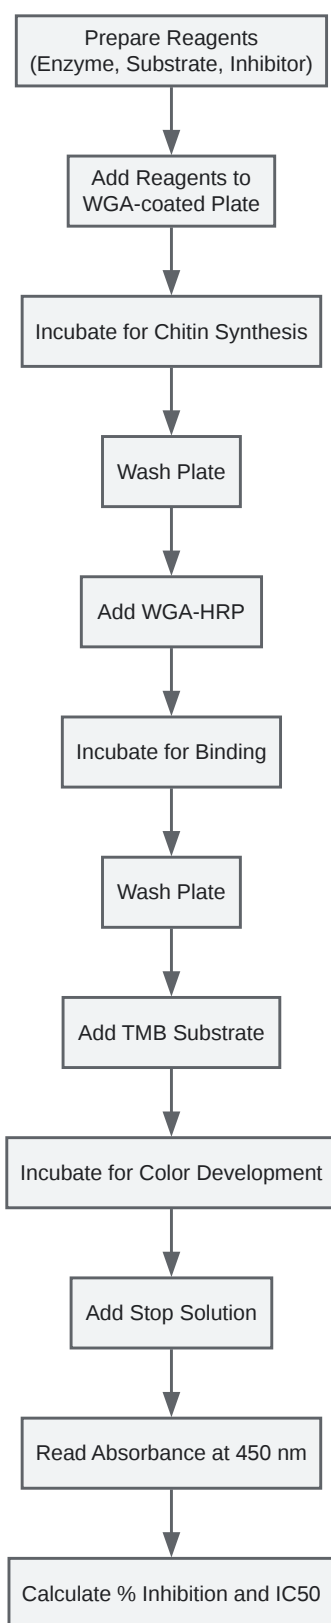 Prepare Reagents
(Enzyme, Substrate, Inhibitor)
Add Reagents to
WGA-coated Plate
Incubate for Chitin Synthesis
Wash Plate
Add WGA-HRP
Incubate for Binding
Wash Plate
Add TMB Substrate
Incubate for Color Development
Add Stop Solution
Read Absorbance at 450 nm
Calculate % Inhibition and IC50